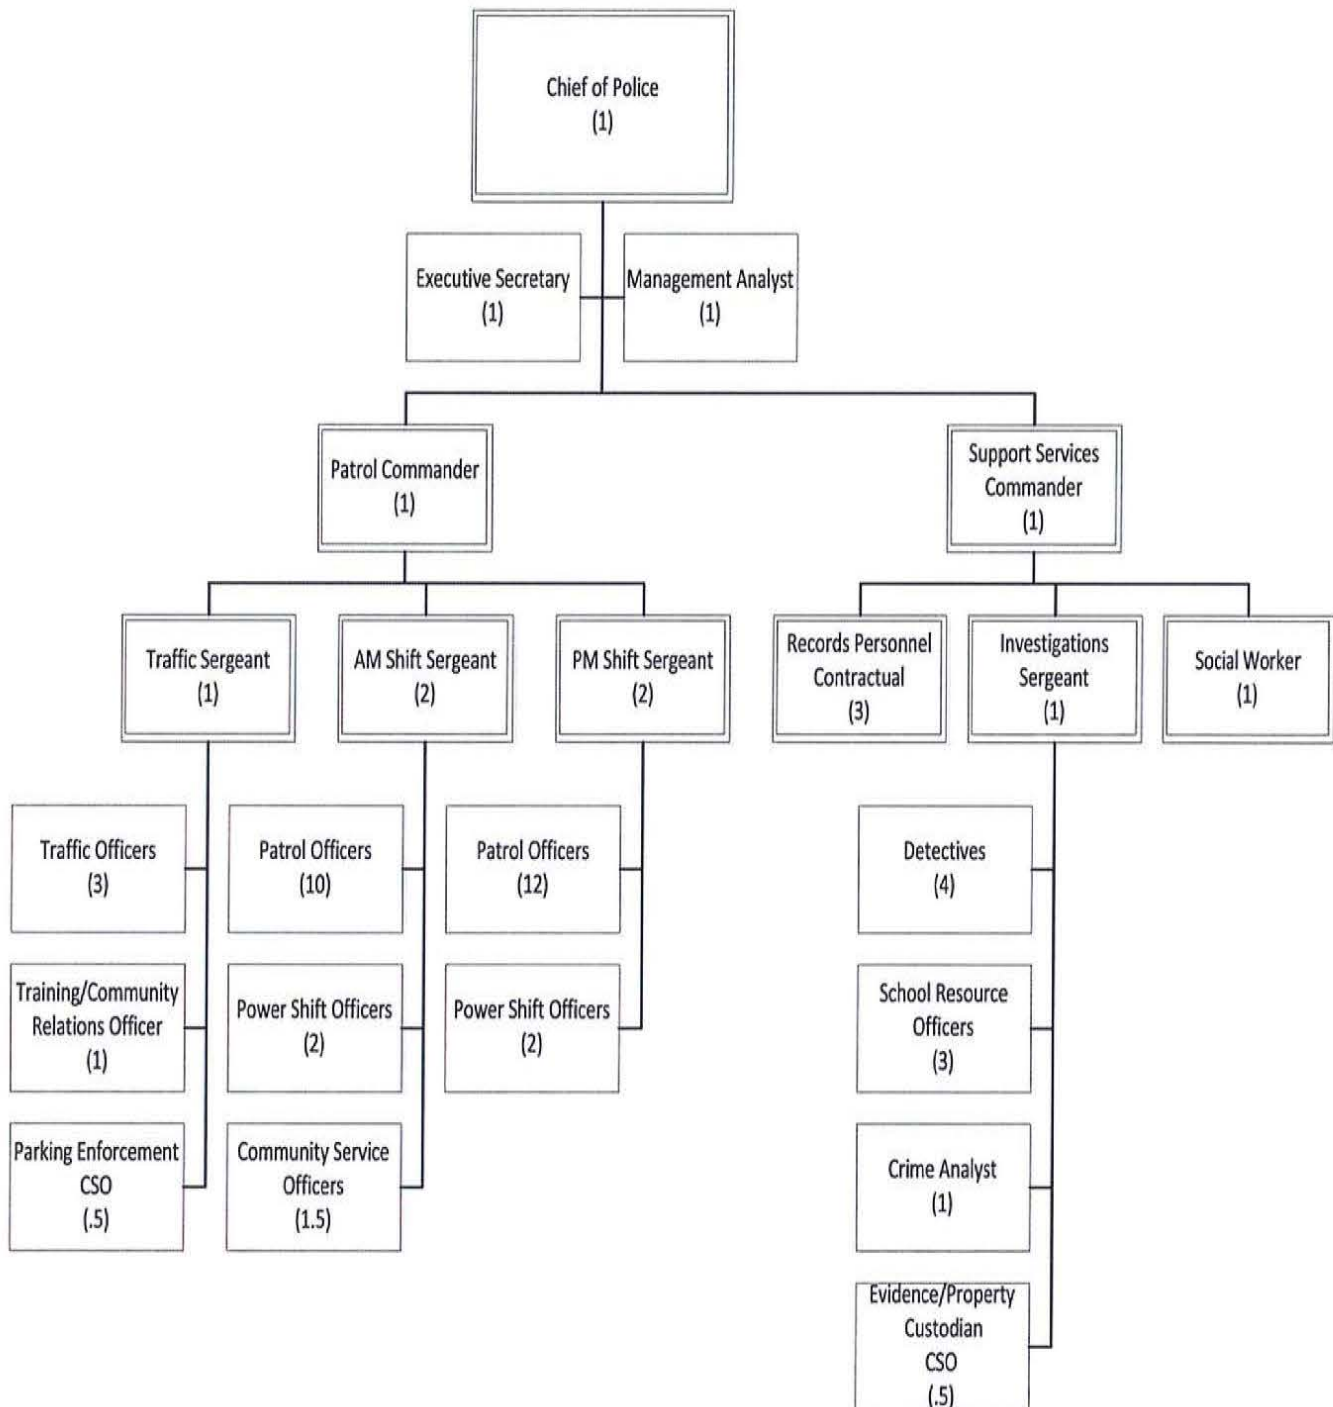 Chief of Police
(1)
Executive Secretary
(1)
Management Analyst
(1)
Patrol Commander
(1)
Support Services
Commander
(1)
Traffic Sergeant
(1)
AM Shift Sergeant
(2)
PM Shift Sergeant
(2)
Records Personnel
Contractual
(3)
Investigations
Sergeant
(1)
Social Worker
(1)
Traffic Officers
(3)
Patrol Officers
(10)
Patrol Officers
(12)
Detectives
(4)
Training/Community
Relations Officer
(1)
Power Shift Officers
(2)
Power Shift Officers
(2)
School Resource
Officers
(3)
Parking Enforcement
CSO
(.5)
Community Service
Officers
(1.5)
Crime Analyst
(1)
Evidence/Property
Custodian
CSO
(.5)